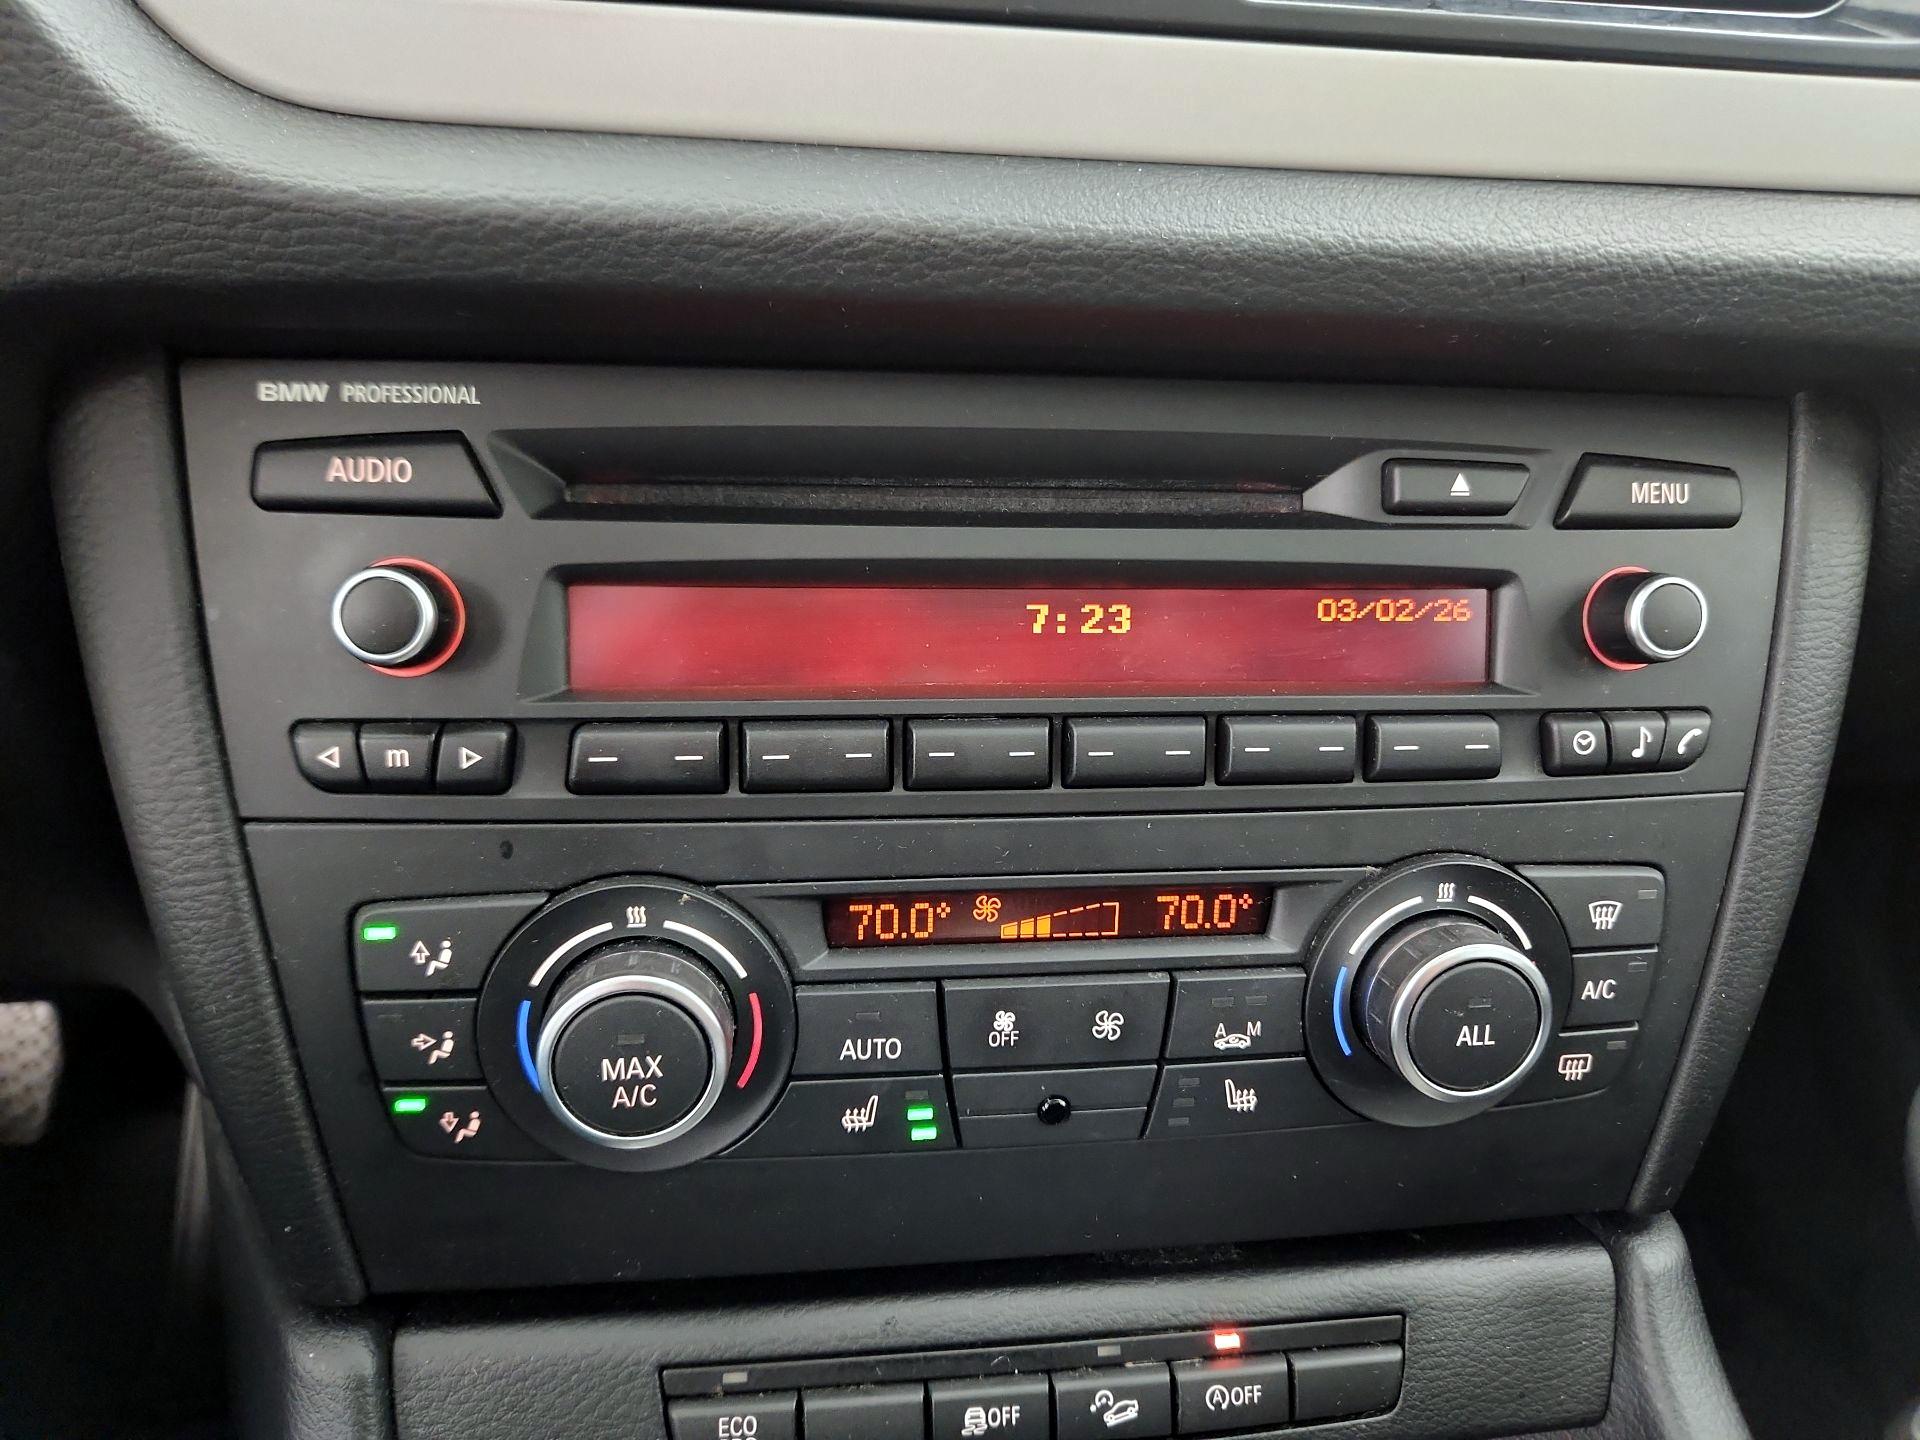 BMW PROFESSIONAL
AUDIO
MENU
7:23 03/02/26
m
70.0° 70.0°
MAX
A/C
AUTO
OFF
A M
ALL
A/C
ECO
OFF
A OFF